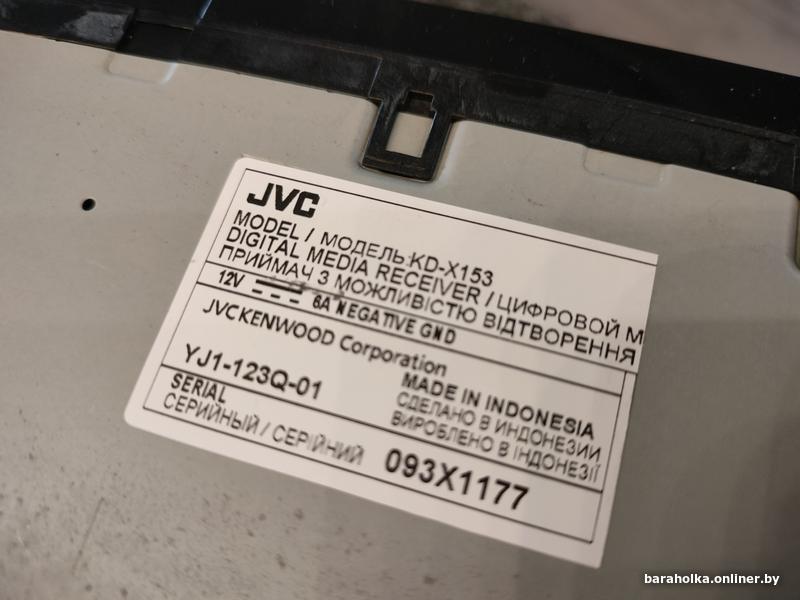 JVC
MODEL / МОДЕЛЬ:KD-X153
DIGITAL MEDIA RECEIVER / ЦИФРОВОЙ М
ПРИЙМАЧ З МОЖЛИВІСТЮ ВІДТВОРЕННЯ
12V 6A NEGATIVE GND
JVCKENWOOD Corporation
YJ1-123Q-01
MADE IN INDONESIA
СДЕЛАНО В ИНДОНЕЗИИ
ВИРОБЛЕНО В ІНДОНЕЗІЇ
SERIAL
СЕРИЙНЫЙ / СЕРІЙНИЙ 093X1177
baraholka.onliner.by